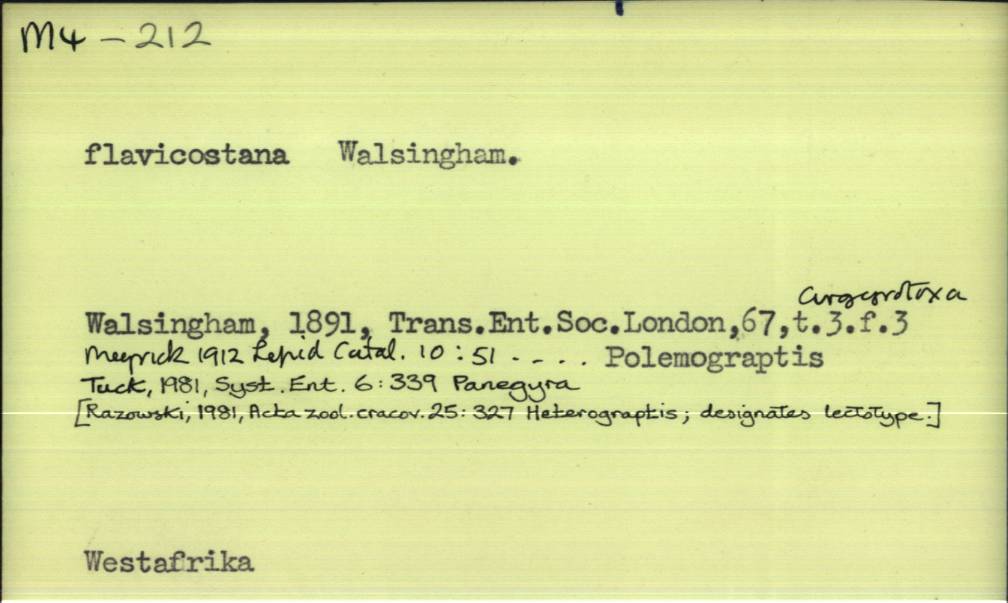 M4-212
flavicostana Walsingham.
Argyrotoxa
Walsingham, 1891, Trans.Ent.Soc.London,67,t.3.f.3
Meyrick 1912 Lepid Catal. 10:51 - - . . Polemograptis
Tuck, 1981, Syst. Ent. 6:339 Panegyra
[Razowski, 1981, Acta zool. cracov. 25: 327 Heterograptis; designates lectotype.]
Westafrika